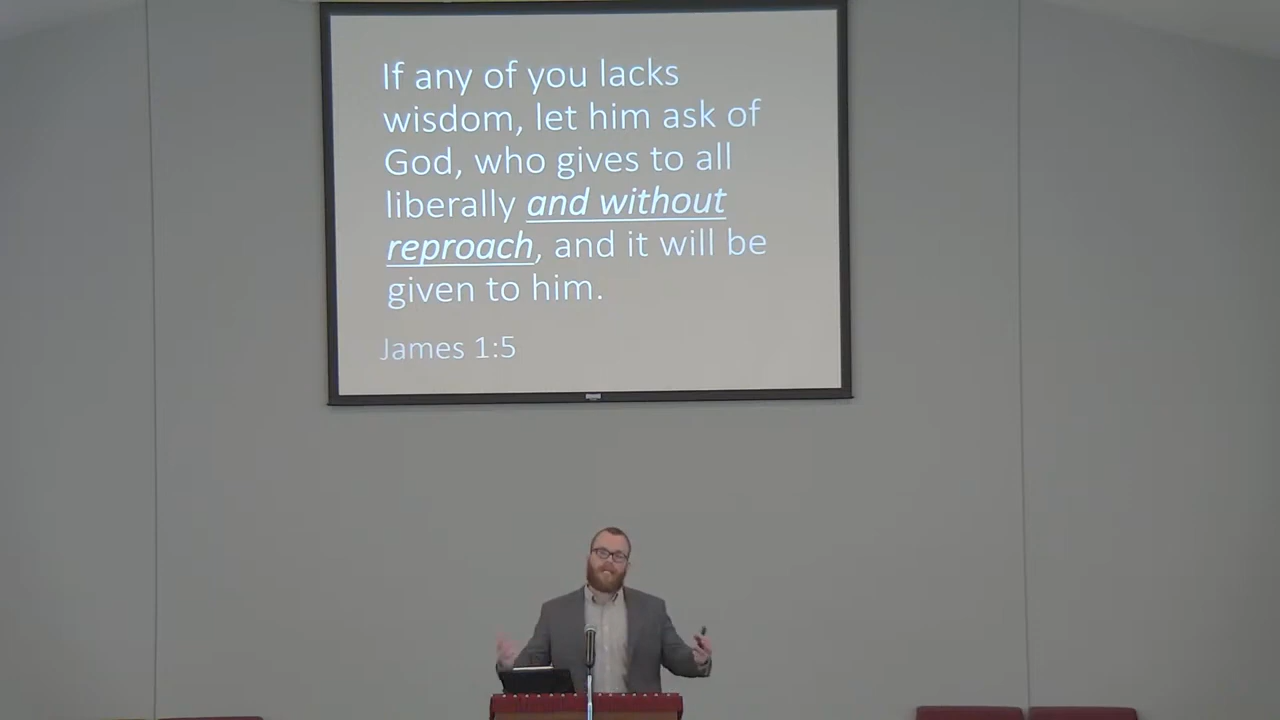 If any of you lacks
wisdom, let him ask of
God, who gives to all
liberally and without
reproach, and it will be
given to him.
James 1:5